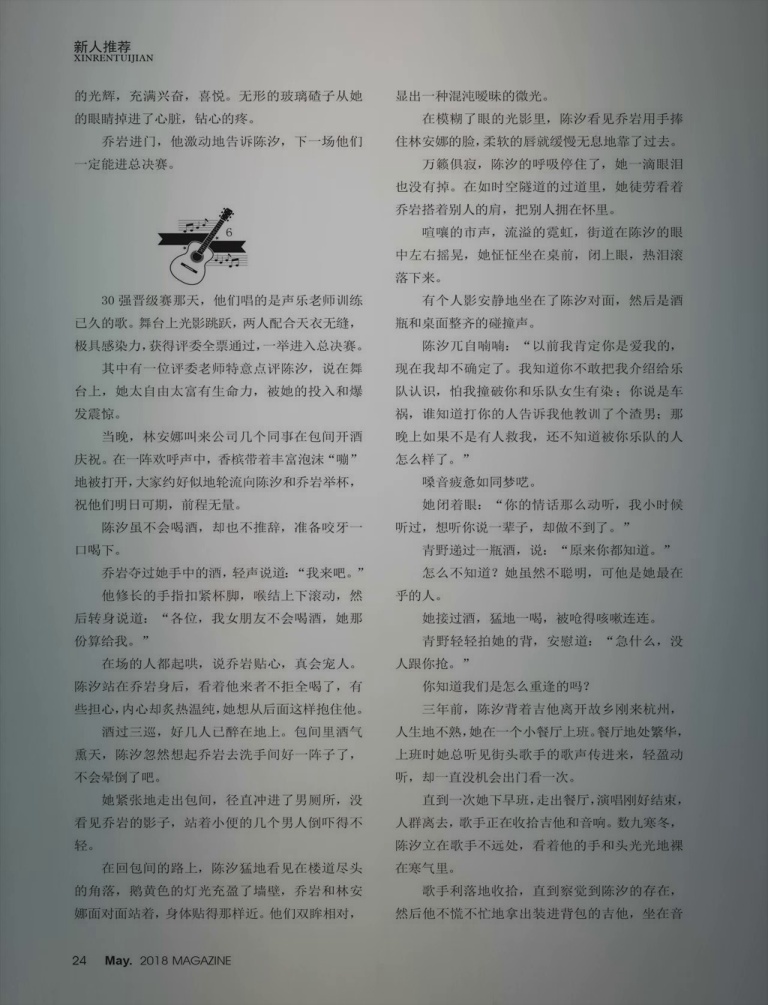 新人推荐
XINRENTUIJIAN
的光辉，充满兴奋，喜悦。无形的玻璃碴子从她
的眼睛掉进了心脏，钻心的疼。
乔岩进门，他激动地告诉陈汐，下一场他们
一定能进总决赛。
6
30 强晋级赛那天，他们唱的是声乐老师训练
已久的歌。舞台上光影跳跃，两人配合天衣无缝，
极具感染力，获得评委全票通过，一举进入总决赛。
其中有一位评委老师特意点评陈汐，说在舞
台上，她太自由太富有生命力，被她的投入和爆
发震惊。
当晚，林安娜叫来公司几个同事在包间开酒
庆祝。在一阵欢呼声中，香槟带着丰富泡沫“嘣”
地被打开，大家约好似地轮流向陈汐和乔岩举杯，
祝他们明日可期，前程无量。
陈汐虽不会喝酒，却也不推辞，准备咬牙一
口喝下。
乔岩夺过她手中的酒，轻声说道：“我来吧。”
他修长的手指扣紧杯脚，喉结上下滚动，然
后转身说道：“各位，我女朋友不会喝酒，她那
份算给我。”
在场的人都起哄，说乔岩贴心，真会宠人。
陈汐站在乔岩身后，看着他来者不拒全喝了，有
些担心，内心却炙热温纯，她想从后面这样抱住他。
酒过三巡，好几人已醉在地上。包间里酒气
熏天，陈汐忽然想起乔岩去洗手间好一阵子了，
不会晕倒了吧。
她紧张地走出包间，径直冲进了男厕所，没
看见乔岩的影子，站着小便的几个男人倒吓得不
轻。
在回包间的路上，陈汐猛地看见在楼道尽头
的角落，鹅黄色的灯光充盈了墙壁，乔岩和林安
娜面对面站着，身体贴得那样近。他们双眸相对，
显出一种混沌暧昧的微光。
在模糊了眼的光影里，陈汐看见乔岩用手捧
住林安娜的脸，柔软的唇就缓慢无息地靠了过去。
万籁俱寂，陈汐的呼吸停住了，她一滴眼泪
也没有掉。在如时空隧道的过道里，她徒劳看着
乔岩搭着别人的肩，把别人拥在怀里。
喧嚷的市声，流溢的霓虹，街道在陈汐的眼
中左右摇晃，她怔怔坐在桌前，闭上眼，热泪滚
落下来。
有个人影安静地坐在了陈汐对面，然后是酒
瓶和桌面整齐的碰撞声。
陈汐兀自喃喃：“以前我肯定你是爱我的，
现在我却不确定了。我知道你不敢把我介绍给乐
队认识，怕我撞破你和乐队女生有染；你说是车
祸，谁知道打你的人告诉我他教训了个渣男；那
晚上如果不是有人救我，还不知道被你乐队的人
怎么样了。”
嗓音疲惫如同梦呓。
她闭着眼：“你的情话那么动听，我小时候
听过，想听你说一辈子，却做不到了。”
青野递过一瓶酒，说：“原来你都知道。”
怎么不知道？她虽然不聪明，可他是她最在
乎的人。
她接过酒，猛地一喝，被呛得咳嗽连连。
青野轻轻拍她的背，安慰道：“急什么，没
人跟你抢。”
你知道我们是怎么重逢的吗？
三年前，陈汐背着吉他离开故乡刚来杭州，
人生地不熟，她在一个小餐厅上班。餐厅地处繁华，
上班时她总听见街头歌手的歌声传进来，轻盈动
听，却一直没机会出门看一次。
直到一次她下早班，走出餐厅，演唱刚好结束，
人群离去，歌手正在收拾吉他和音响。数九寒冬，
陈汐立在歌手不远处，看着他的手和头光光地裸
在寒气里。
歌手利落地收拾，直到察觉到陈汐的存在，
然后他不慌不忙地拿出装进背包的吉他，坐在音
24 May. 2018 MAGAZINE